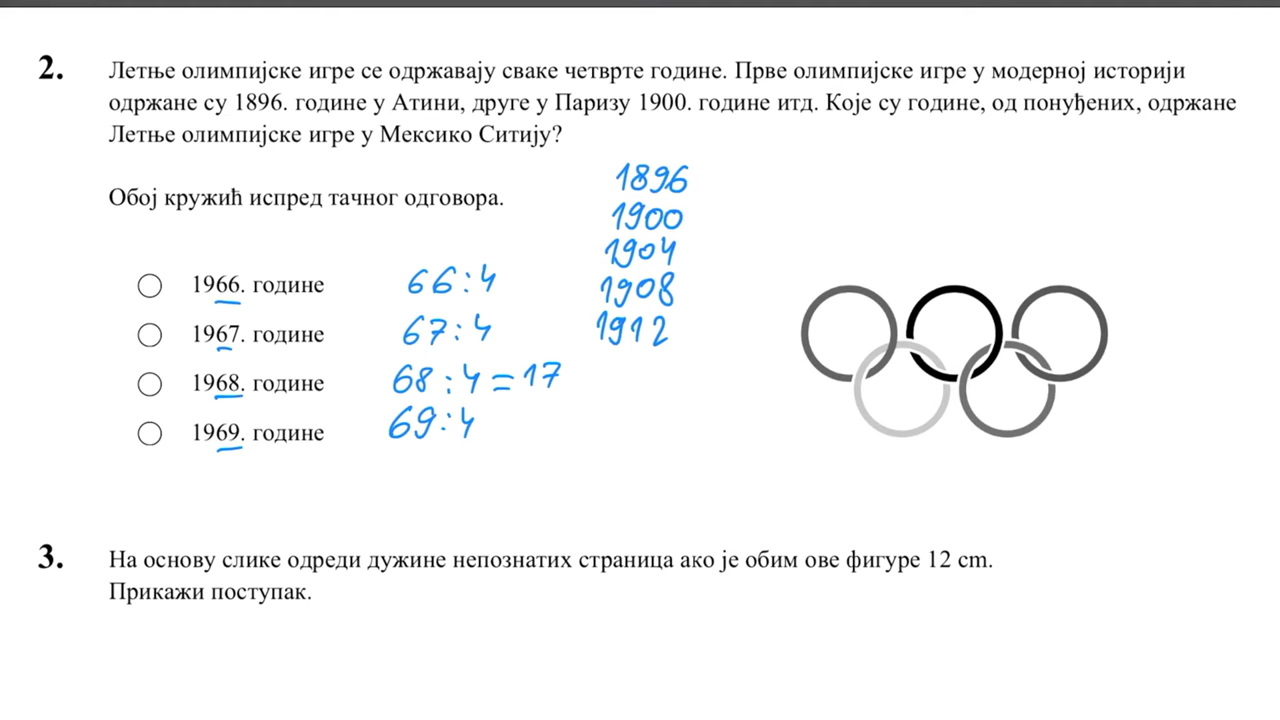 2. Летње олимпијске игре се одржавају сваке четврте године. Прве олимпијске игре у модерној историји
одржане су 1896. године у Атини, друге у Паризу 1900. године итд. Које су године, од понуђених, одржане
Летње олимпијске игре у Мексико Ситију?
Обој кружић испред тачног одговора.
1966. године 66:4
1967. године 67:4
1968. године 68:4=17
1969. године 69:4
1896
1900
1904
1908
1912
3. На основу слике одреди дужине непознатих страница ако је обим ове фигуре 12 cm.
Прикажи поступак.